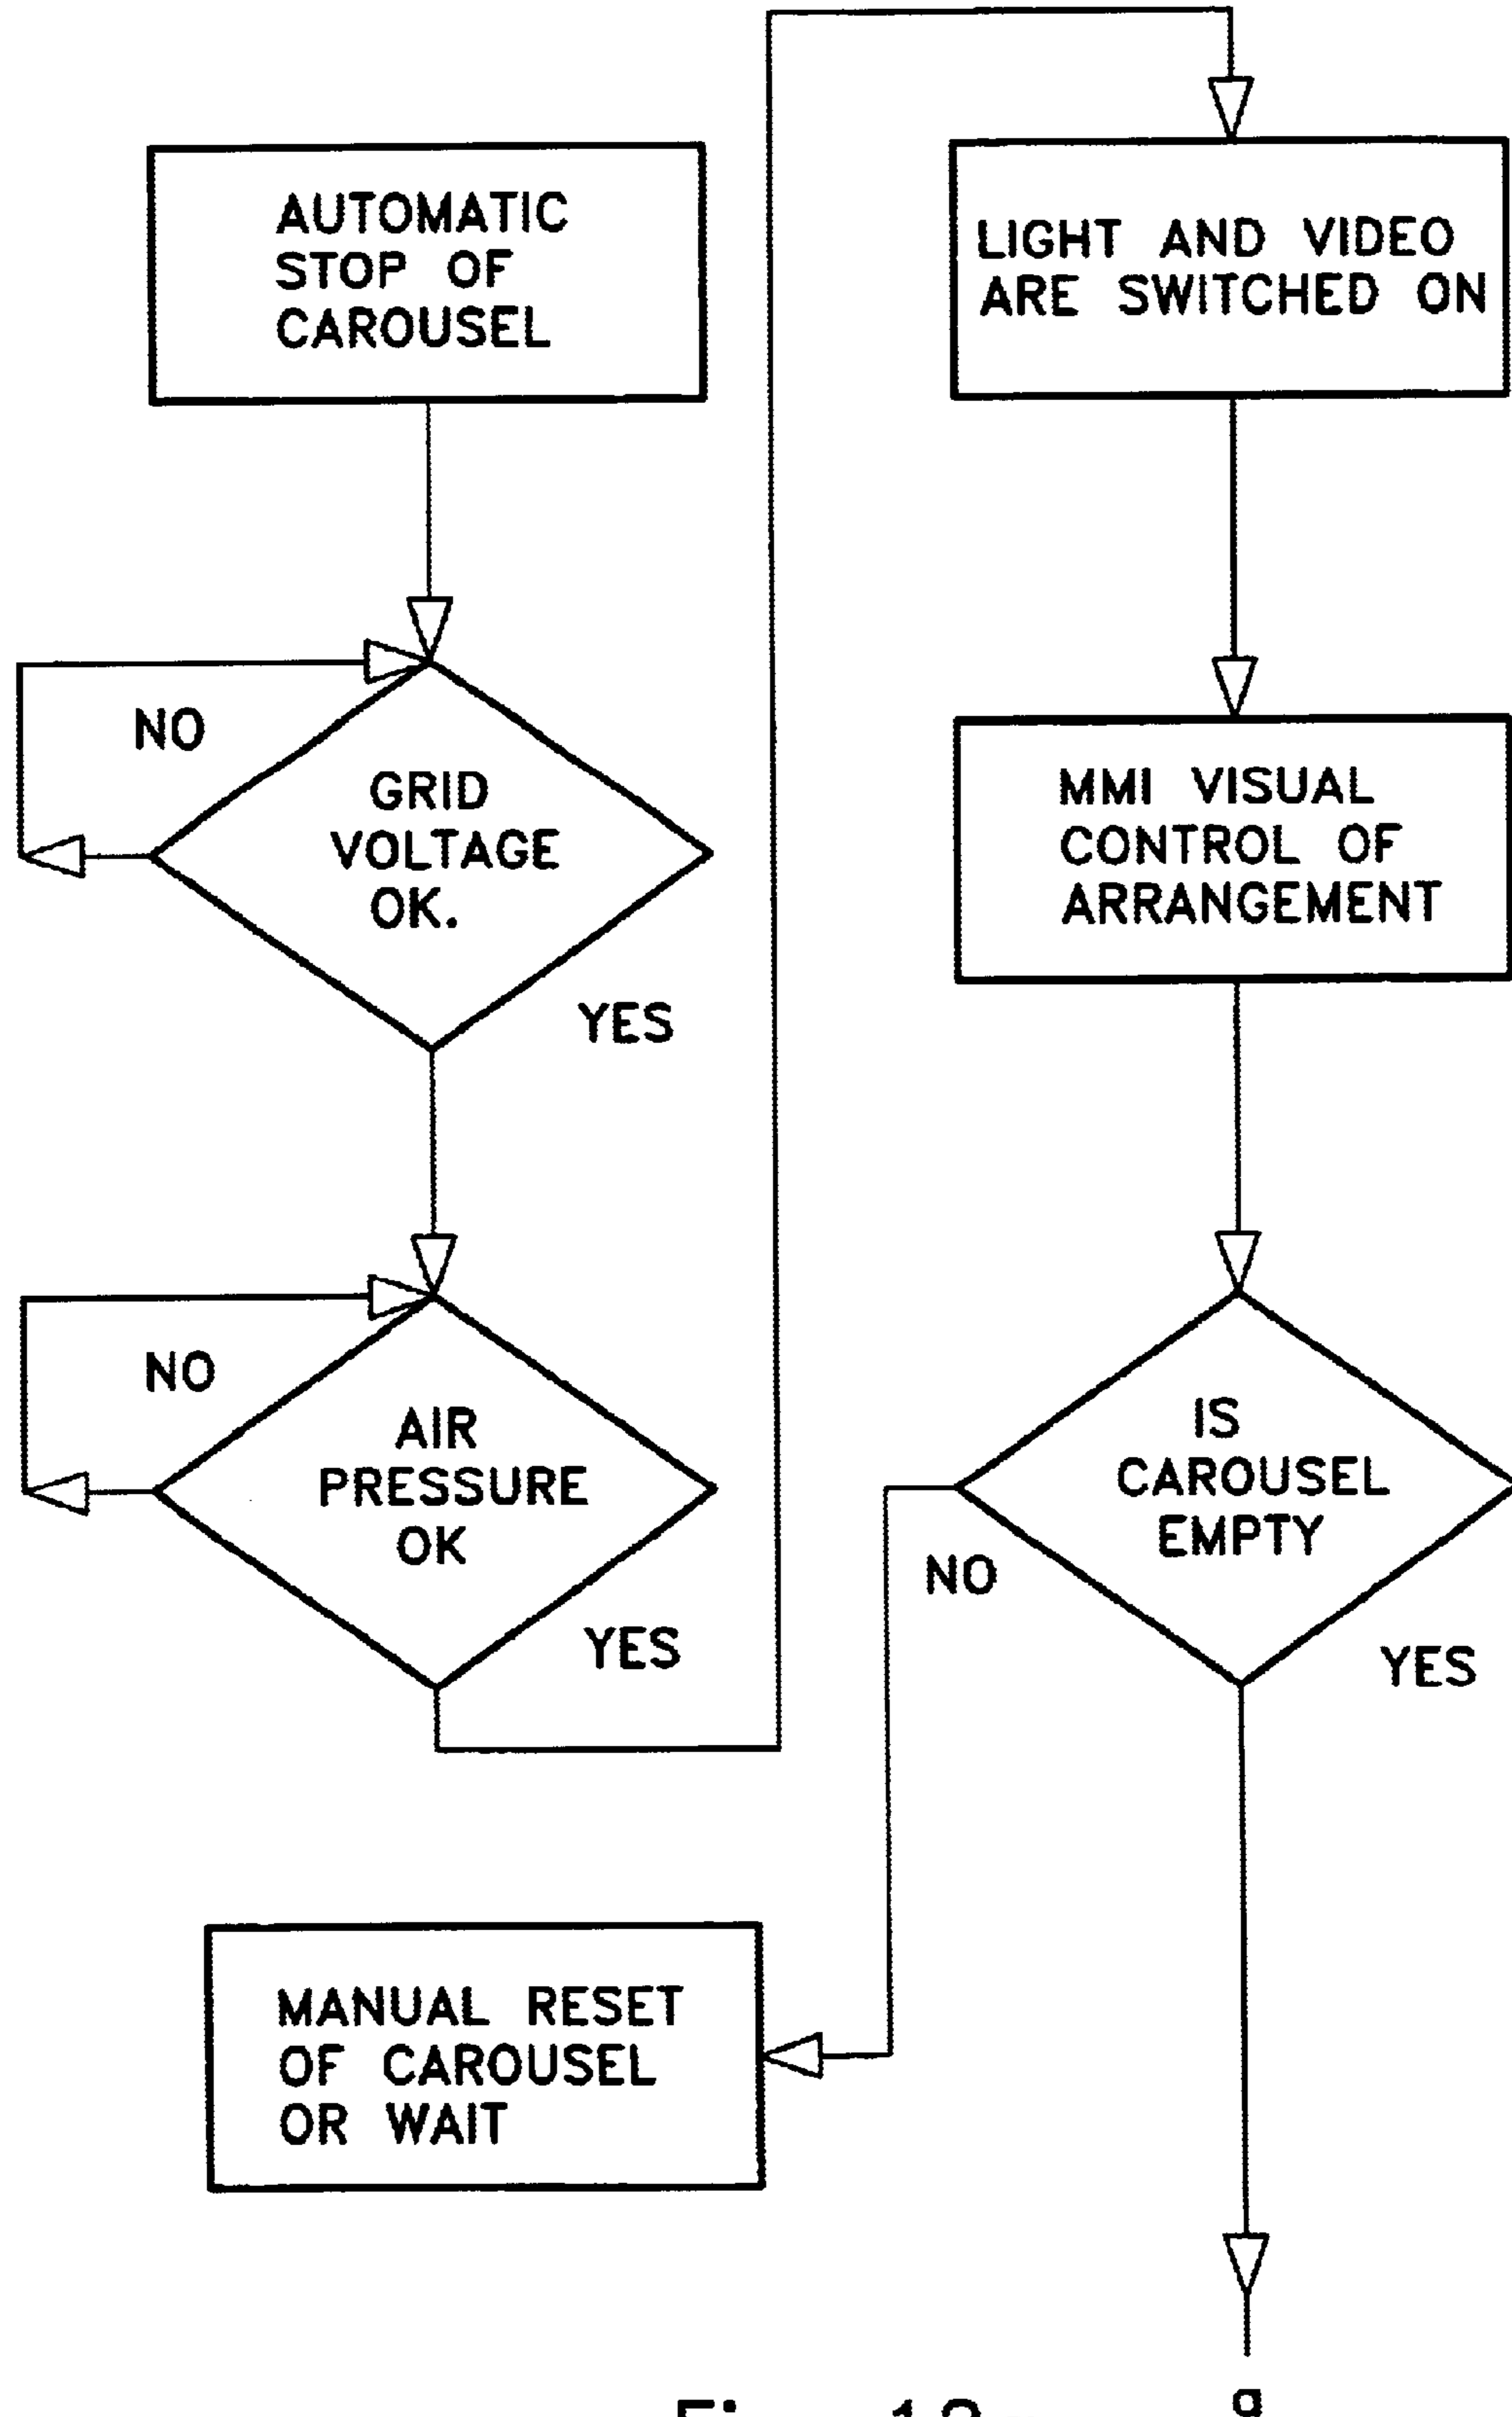 AUTOMATIC
STOP OF
CAROUSEL
NO
GRID
VOLTAGE
OK.
YES
NO
AIR
PRESSURE
OK
YES
LIGHT AND VIDEO
ARE SWITCHED ON
MMI VISUAL
CONTROL OF
ARRANGEMENT
IS
CAROUSEL
EMPTY
NO
YES
MANUAL RESET
OF CAROUSEL
OR WAIT